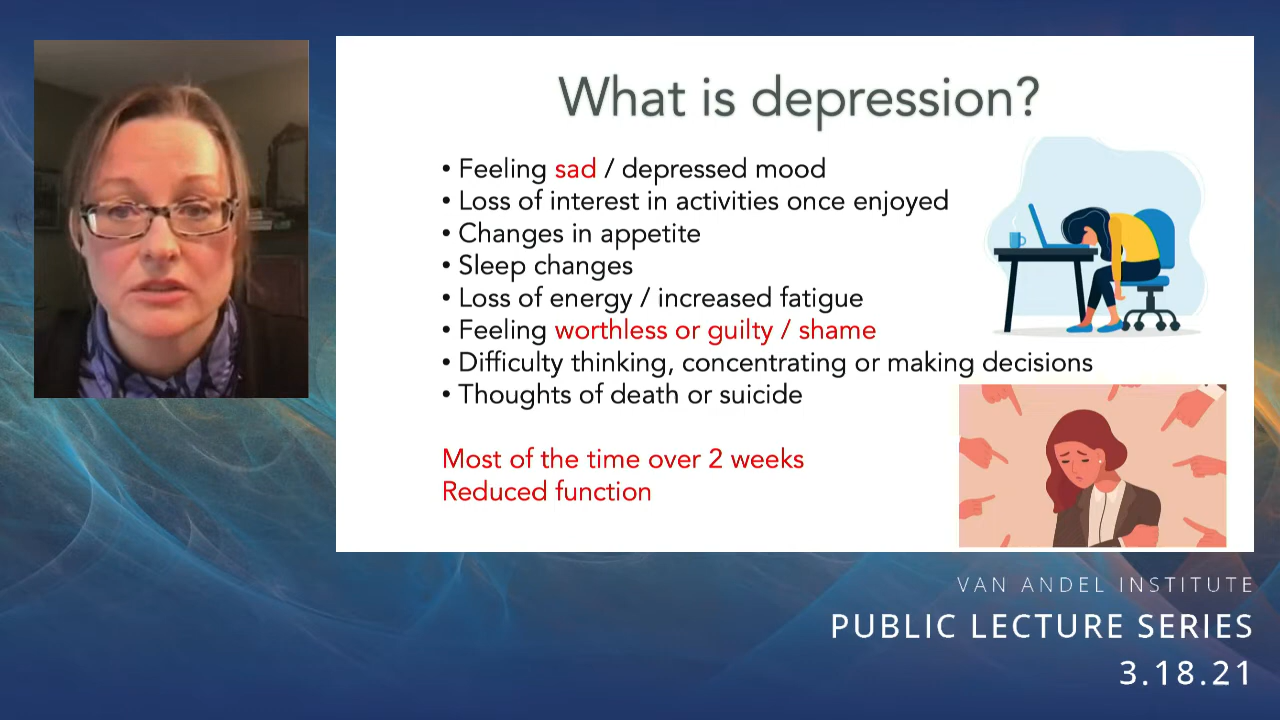 What is depression?
• Feeling sad / depressed mood
• Loss of interest in activities once enjoyed
• Changes in appetite
• Sleep changes
• Loss of energy / increased fatigue
• Feeling worthless or guilty / shame
• Difficulty thinking, concentrating or making decisions
• Thoughts of death or suicide
Most of the time over 2 weeks
Reduced function
VAN ANDEL INSTITUTE
PUBLIC LECTURE SERIES
3.18.21